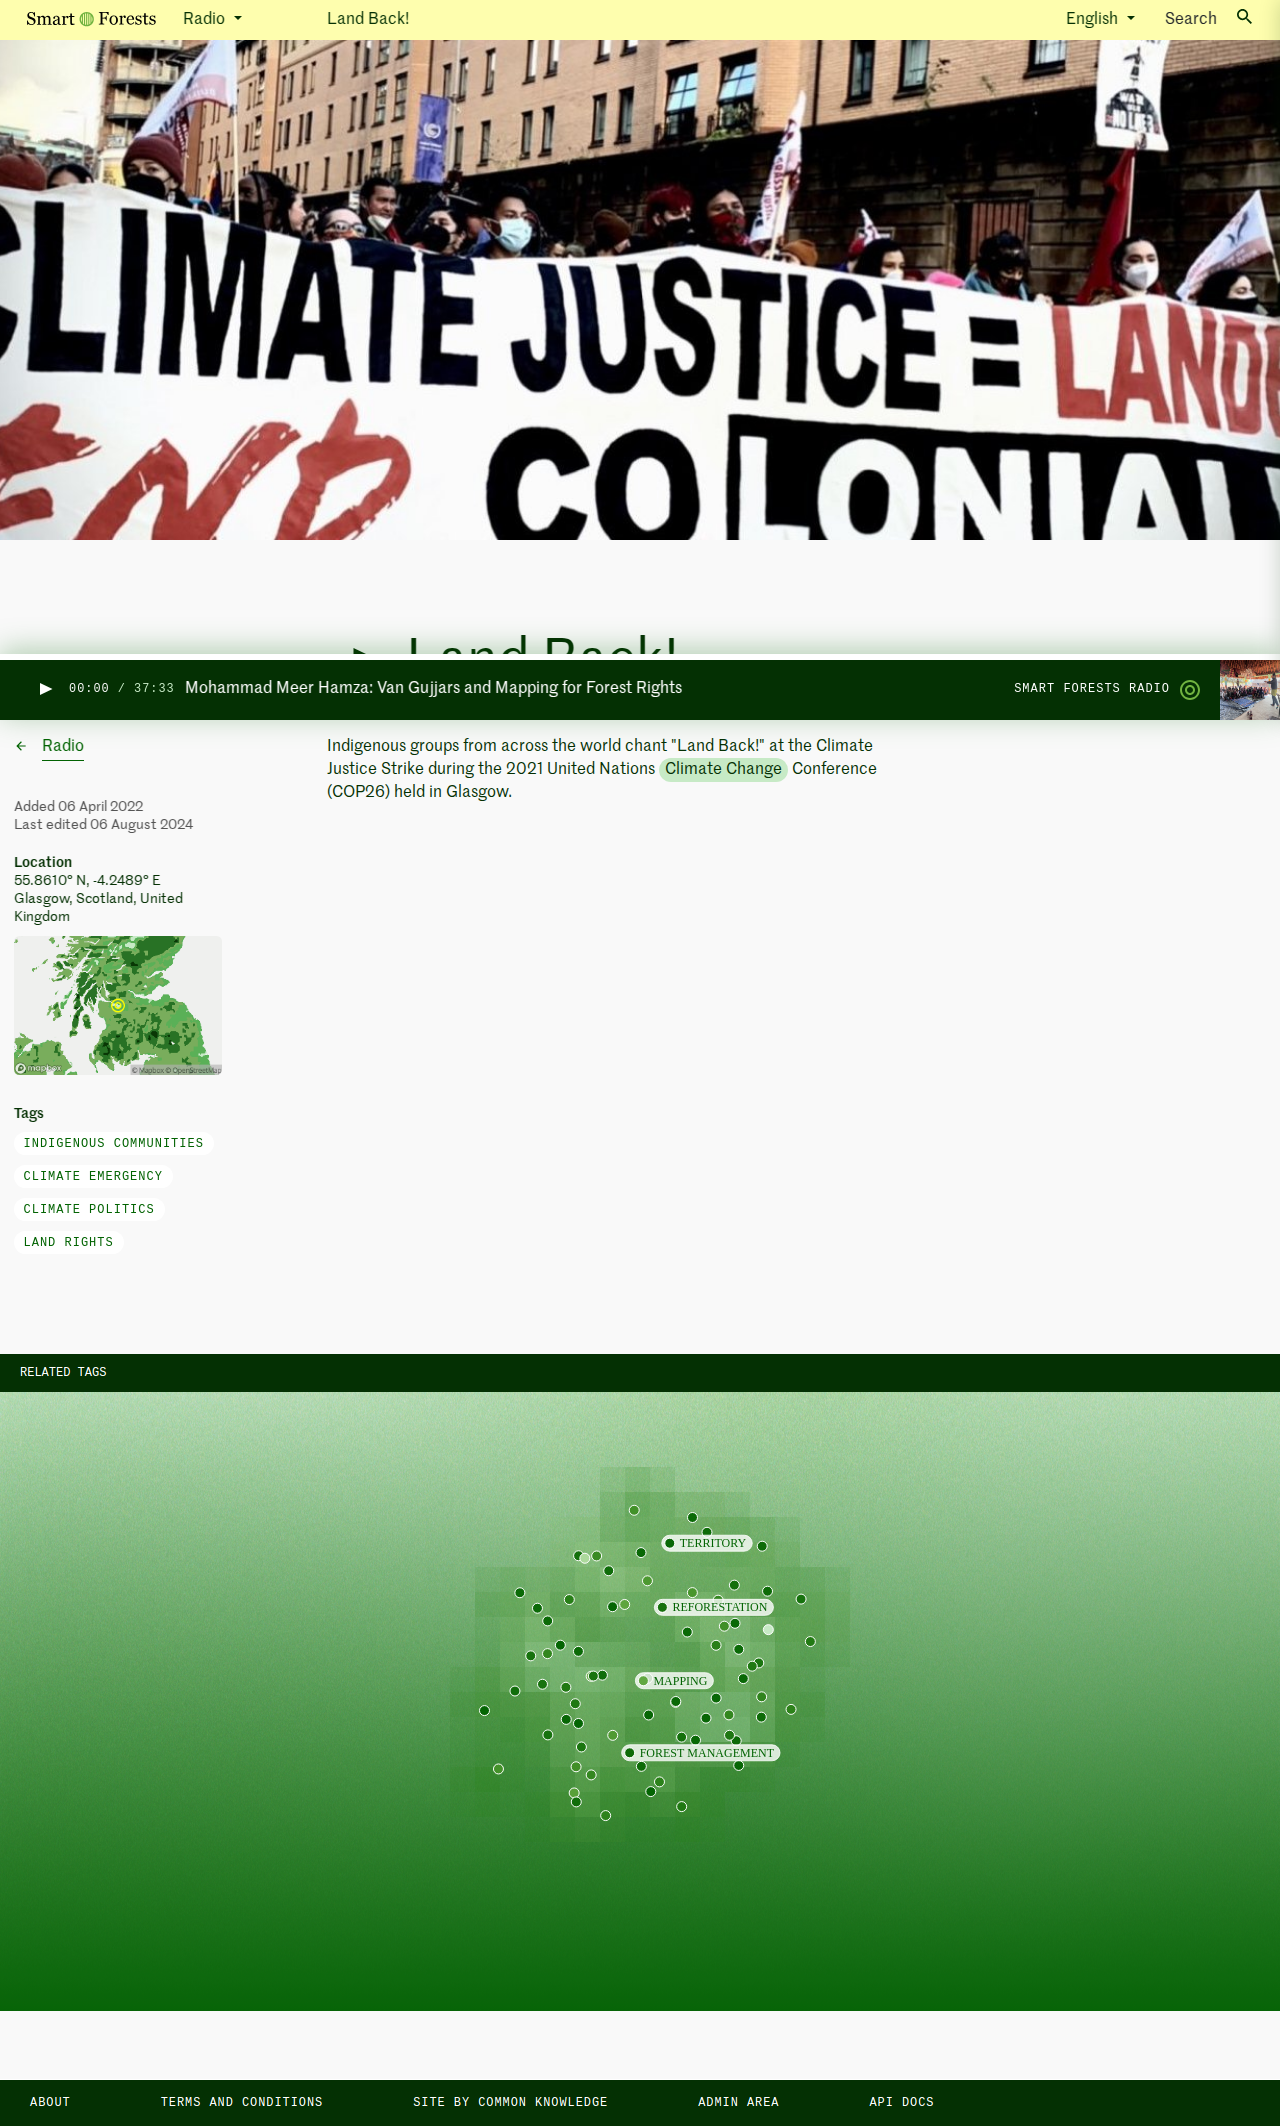 Smart Forests Radio Land Back! English Search
NO LIE
CLIMATE JUSTICE = LAND
END COLONIAL
Land Back!
00:00 / 37:33 Mohammad Meer Hamza: Van Gujjars and Mapping for Forest Rights SMART FORESTS RADIO
← Radio
Indigenous groups from across the world chant "Land Back!" at the Climate
Justice Strike during the 2021 United Nations Climate Change Conference
(COP26) held in Glasgow.
Added 06 April 2022
Last edited 06 August 2024
Location
55.8610° N, -4.2489° E
Glasgow, Scotland, United
Kingdom
mapbox © Mapbox © OpenStreetMap
Tags
INDIGENOUS COMMUNITIES
CLIMATE EMERGENCY
CLIMATE POLITICS
LAND RIGHTS
RELATED TAGS
TERRITORY
REFORESTATION
MAPPING
FOREST MANAGEMENT
ABOUT TERMS AND CONDITIONS SITE BY COMMON KNOWLEDGE ADMIN AREA API DOCS